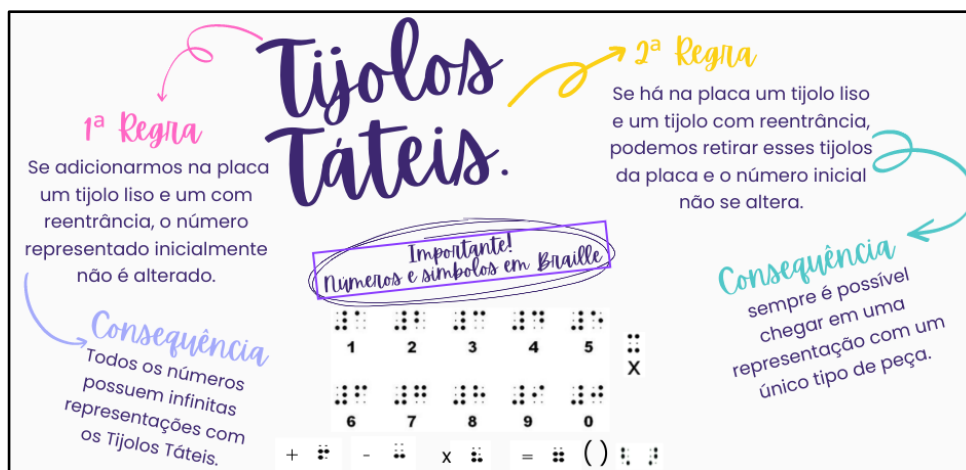 Tijolos
Táteis.
1ª Regra
Se adicionarmos na placa
um tijolo liso e um com
reentrância, o número
representado inicialmente
não é alterado.
Consequência
Todos os números
possuem infinitas
representações com
os Tijolos Táteis.
2ª Regra
Se há na placa um tijolo liso
e um tijolo com reentrância,
podemos retirar esses tijolos
da placa e o número inicial
não se altera.
Consequência
sempre é possível
chegar em uma
representação com um
único tipo de peça.
Importante!
Números e símbolos em Braille
⠼⠁ ⠼⠃ ⠼⠉ ⠼⠙ ⠼⠑
1 2 3 4 5
x
⠼⠋ ⠼⠛ ⠼⠓ ⠼⠊ ⠼⠚
6 7 8 9 0
+ ⠖ - ⠤ x ⠦ = ⠶ ( ) ⠣ ⠜